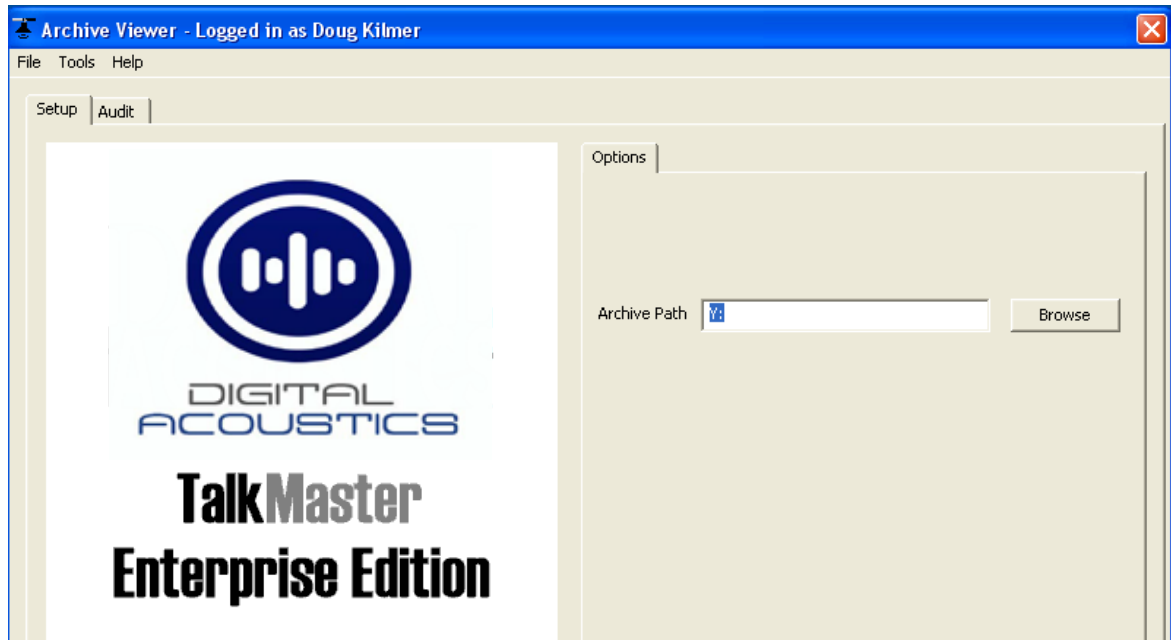 Archive Viewer - Logged in as Doug Kilmer
File Tools Help
Setup Audit
Options
Archive Path Y: Browse
DIGITAL
ACOUSTICS
TalkMaster
Enterprise Edition